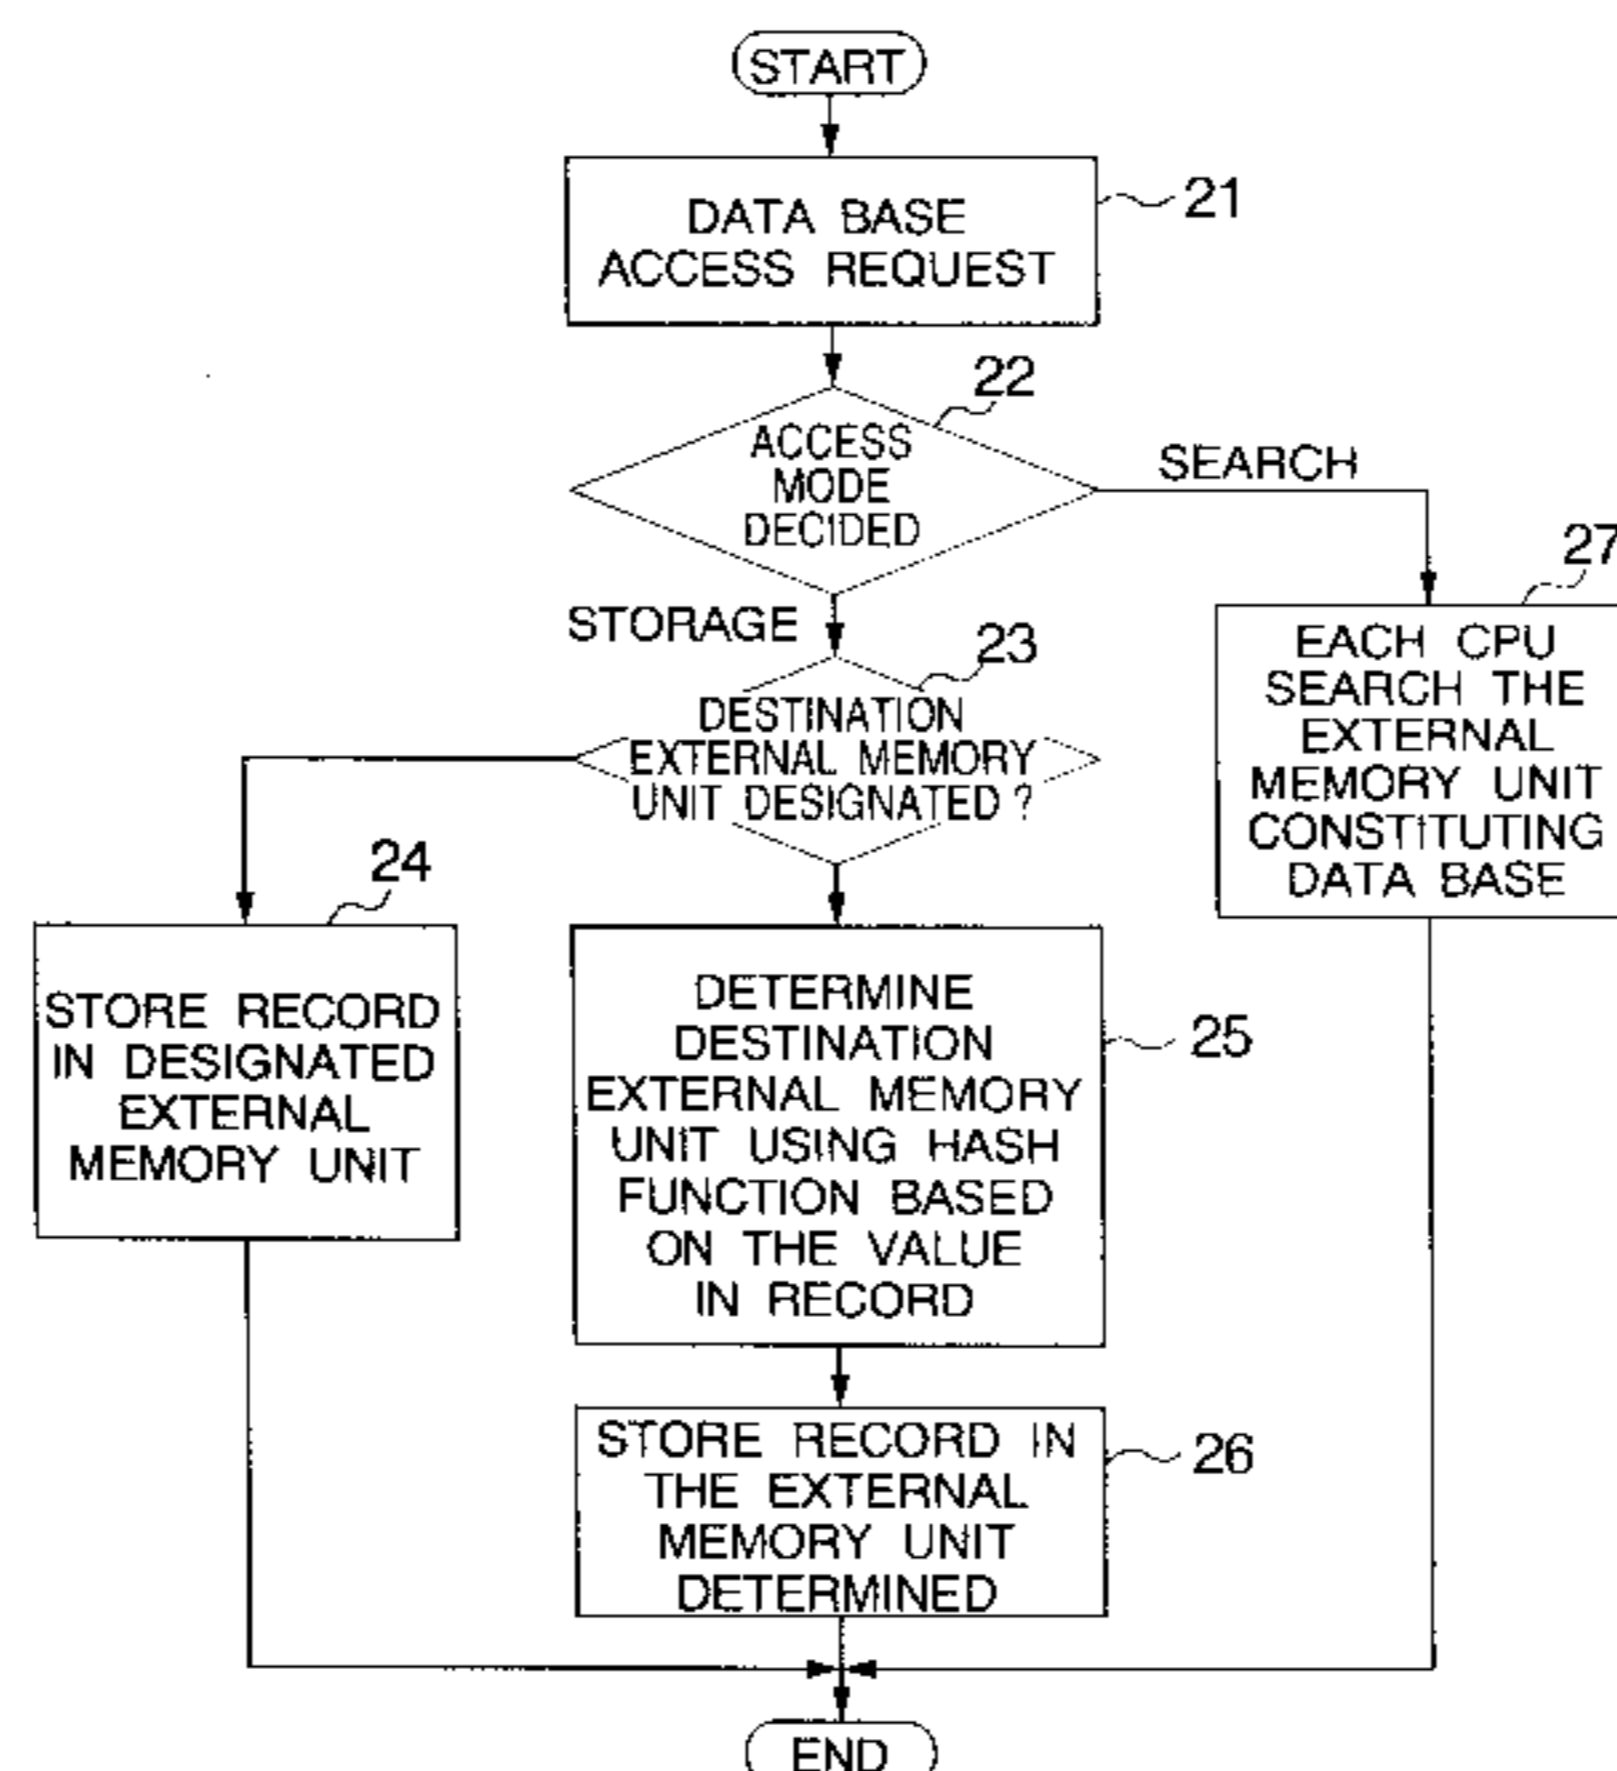 START
DATA BASE
ACCESS REQUEST
21
22
ACCESS
MODE
DECIDED
SEARCH
STORAGE
23
DESTINATION
EXTERNAL MEMORY
UNIT DESIGNATED ?
27
EACH CPU
SEARCH THE
EXTERNAL
MEMORY UNIT
CONSTITUTING
DATA BASE
24
STORE RECORD
IN DESIGNATED
EXTERNAL
MEMORY UNIT
DETERMINE
DESTINATION
EXTERNAL MEMORY
UNIT USING HASH
FUNCTION BASED
ON THE VALUE
IN RECORD
25
STORE RECORD IN
THE EXTERNAL
MEMORY UNIT
DETERMINED
26
END